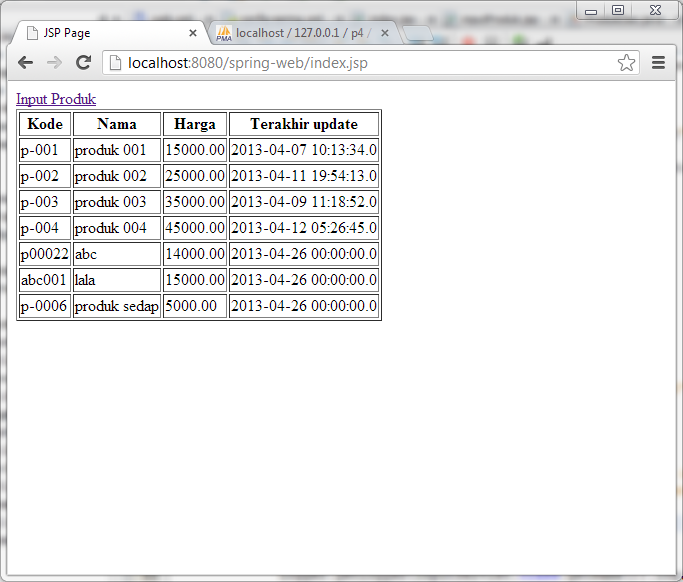 JSP Page
localhost / 127.0.0.1 / p4 /
localhost:8080/spring-web/index.jsp
Input Produk
Kode Nama Harga Terakhir update
p-001 produk 001 15000.00 2013-04-07 10:13:34.0
p-002 produk 002 25000.00 2013-04-11 19:54:13.0
p-003 produk 003 35000.00 2013-04-09 11:18:52.0
p-004 produk 004 45000.00 2013-04-12 05:26:45.0
p00022 abc 14000.00 2013-04-26 00:00:00.0
abc001 lala 15000.00 2013-04-26 00:00:00.0
p-0006 produk sedap 5000.00 2013-04-26 00:00:00.0